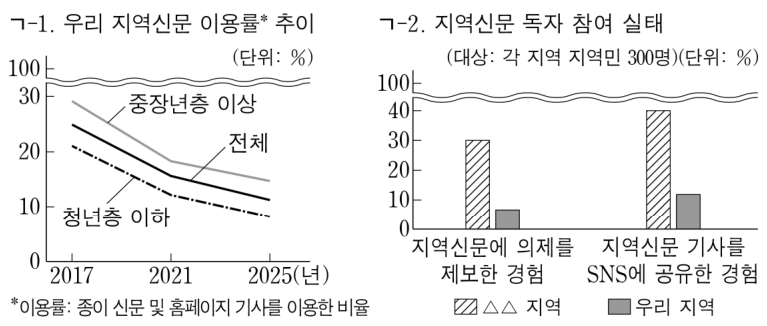 ㄱ-1. 우리 지역신문 이용률* 추이
(단위: %)
100
30
20
10
0
중장년층 이상
전체
청년층 이하
2017 2021 2025(년)
*이용률: 종이 신문 및 홈페이지 기사를 이용한 비율
ㄱ-2. 지역신문 독자 참여 실태
(대상: 각 지역 지역민 300명)(단위: %)
100
40
30
20
10
0
지역신문에 의제를
제보한 경험
지역신문 기사를
SNS에 공유한 경험
△△ 지역 우리 지역